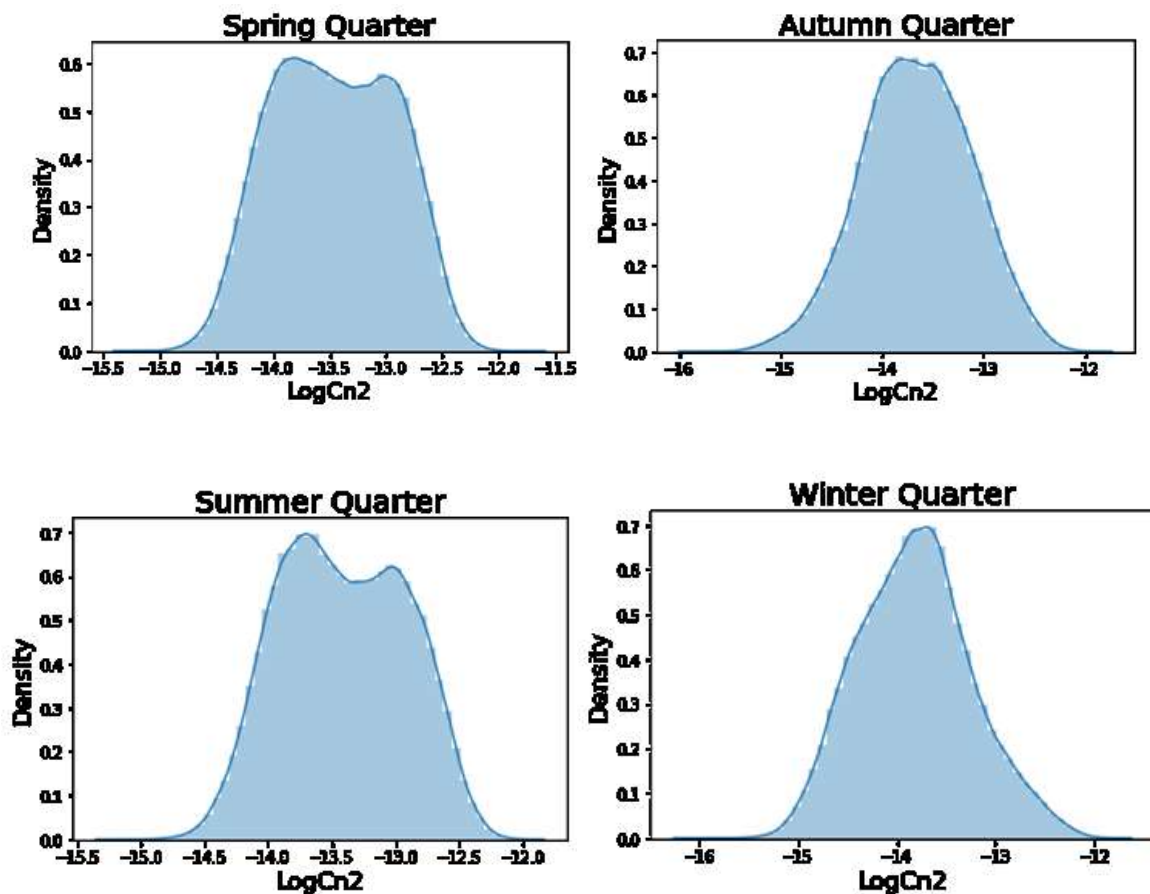 Spring Quarter
0.6
0.5
0.4
0.3
0.2
0.1
0.0
Density
−15.5 −15.0 −14.5 −14.0 −13.5 −13.0 −12.5 −12.0 −11.5
LogCn2
Autumn Quarter
0.7
0.6
0.5
0.4
0.3
0.2
0.1
0.0
Density
−16 −15 −14 −13 −12
LogCn2
Summer Quarter
0.7
0.6
0.5
0.4
0.3
0.2
0.1
0.0
Density
−15.5 −15.0 −14.5 −14.0 −13.5 −13.0 −12.5 −12.0
LogCn2
Winter Quarter
0.7
0.6
0.5
0.4
0.3
0.2
0.1
0.0
Density
−16 −15 −14 −13 −12
LogCn2